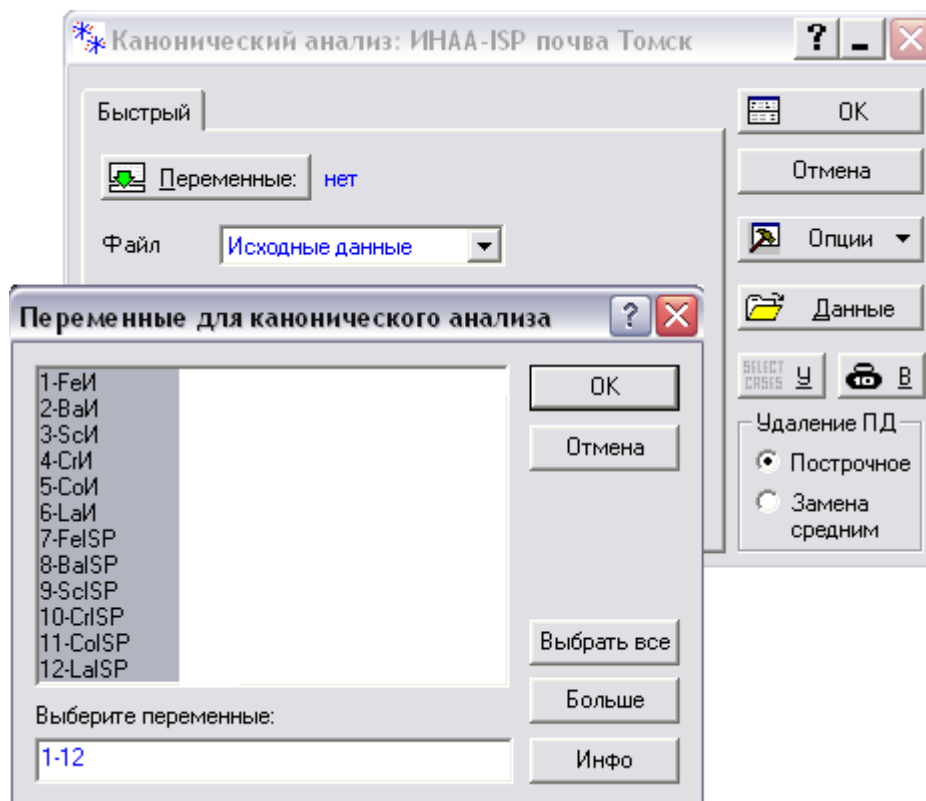 Канонический анализ: ИНАА-ISP почва Томск
Быстрый
Переменные: нет
Файл Исходные данные
OK
Отмена
Опции
Данные
SELECT CASES У В
Удаление ПД
Построчное
Замена
средним
Переменные для канонического анализа
1-FeИ
2-BaИ
3-ScИ
4-CrИ
5-CoИ
6-LaИ
7-FeISP
8-BaISP
9-ScISP
10-CrISP
11-CoISP
12-LaISP
OK
Отмена
Выбрать все
Больше
Инфо
Выберите переменные:
1-12